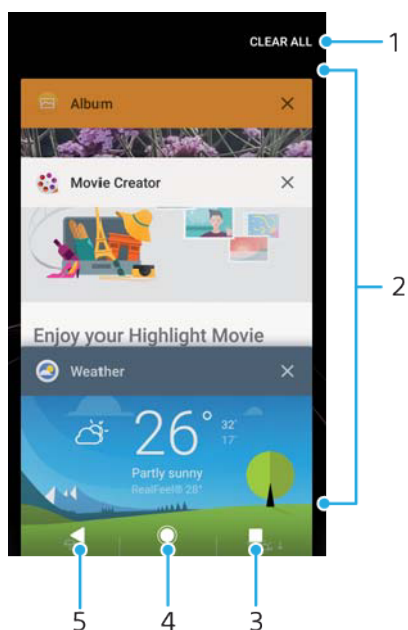 CLEAR ALL
1
Album
Movie Creator
2
Enjoy your Highlight Movie
Weather
26°
32°
17°
Partly sunny
RealFeel® 28°
5
4
3